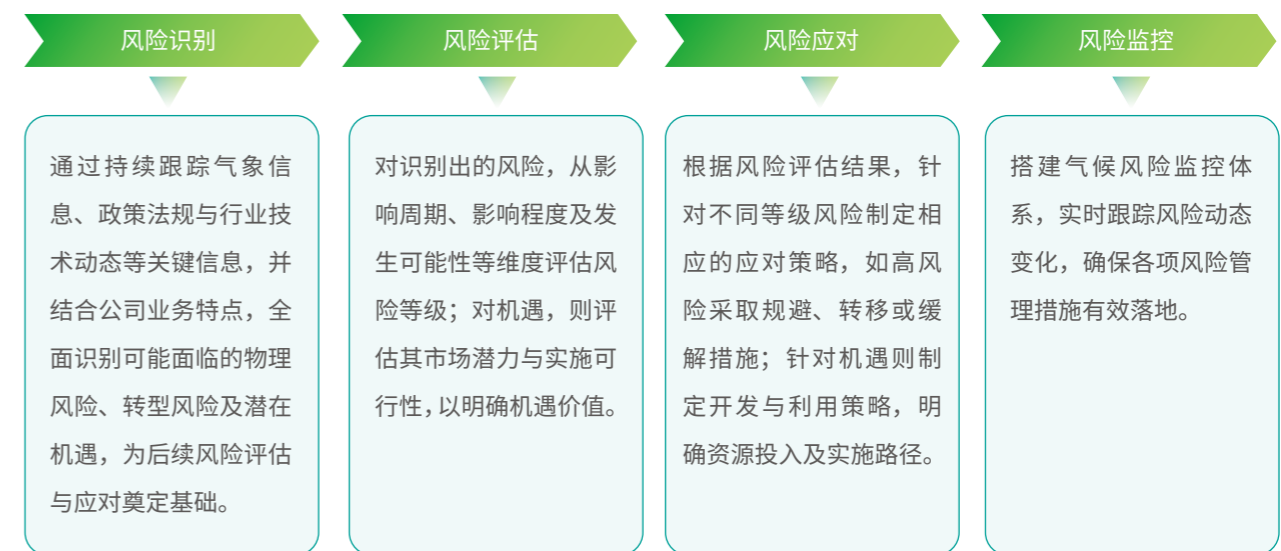 风险识别
通过持续跟踪气象信
息、政策法规与行业技
术动态等关键信息，并
结合公司业务特点，全
面识别可能面临的物理
风险、转型风险及潜在
机遇，为后续风险评估
与应对奠定基础。
风险评估
对识别出的风险，从影
响周期、影响程度及发
生可能性等维度评估风
险等级；对机遇，则评
估其市场潜力与实施可
行性，以明确机遇价值。
风险应对
根据风险评估结果，针
对不同等级风险制定相
应的应对策略，如高风
险采取规避、转移或缓
解措施；针对机遇则制
定开发与利用策略，明
确资源投入及实施路径。
风险监控
搭建气候风险监控体
系，实时跟踪风险动态
变化，确保各项风险管
理措施有效落地。